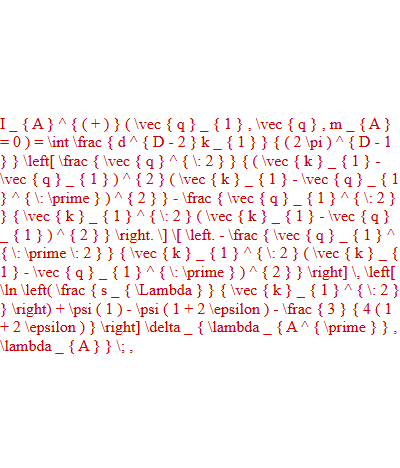 I _ { A } ^ { ( + ) } ( \vec { q } _ { 1 } , \vec { q } , m _ { A }
= 0 ) = \int \frac { d ^ { D - 2 } k _ { 1 } } { ( 2 \pi ) ^ { D - 1
} } \left[ \frac { \vec { q } ^ { \: 2 } } { ( \vec { k } _ { 1 } -
\vec { q } _ { 1 } ) ^ { 2 } ( \vec { k } _ { 1 } - \vec { q } _ { 1
} ^ { \: \prime } ) ^ { 2 } } - \frac { \vec { q } _ { 1 } ^ { \: 2 }
} { \vec { k } _ { 1 } ^ { \: 2 } ( \vec { k } _ { 1 } - \vec { q }
_ { 1 } ) ^ { 2 } } \right. \] \[ \left. - \frac { \vec { q } _ { 1 } ^
{ \: \prime \: 2 } } { \vec { k } _ { 1 } ^ { \: 2 } ( \vec { k } _ {
1 } - \vec { q } _ { 1 } ^ { \: \prime } ) ^ { 2 } } \right] \, \left[
\ln \left( \frac { s _ { \Lambda } } { \vec { k } _ { 1 } ^ { \: 2 }
} \right) + \psi ( 1 ) - \psi ( 1 + 2 \epsilon ) - \frac { 3 } { 4 ( 1
+ 2 \epsilon ) } \right] \delta _ { \lambda _ { A ^ { \prime } } ,
\lambda _ { A } } \; ,